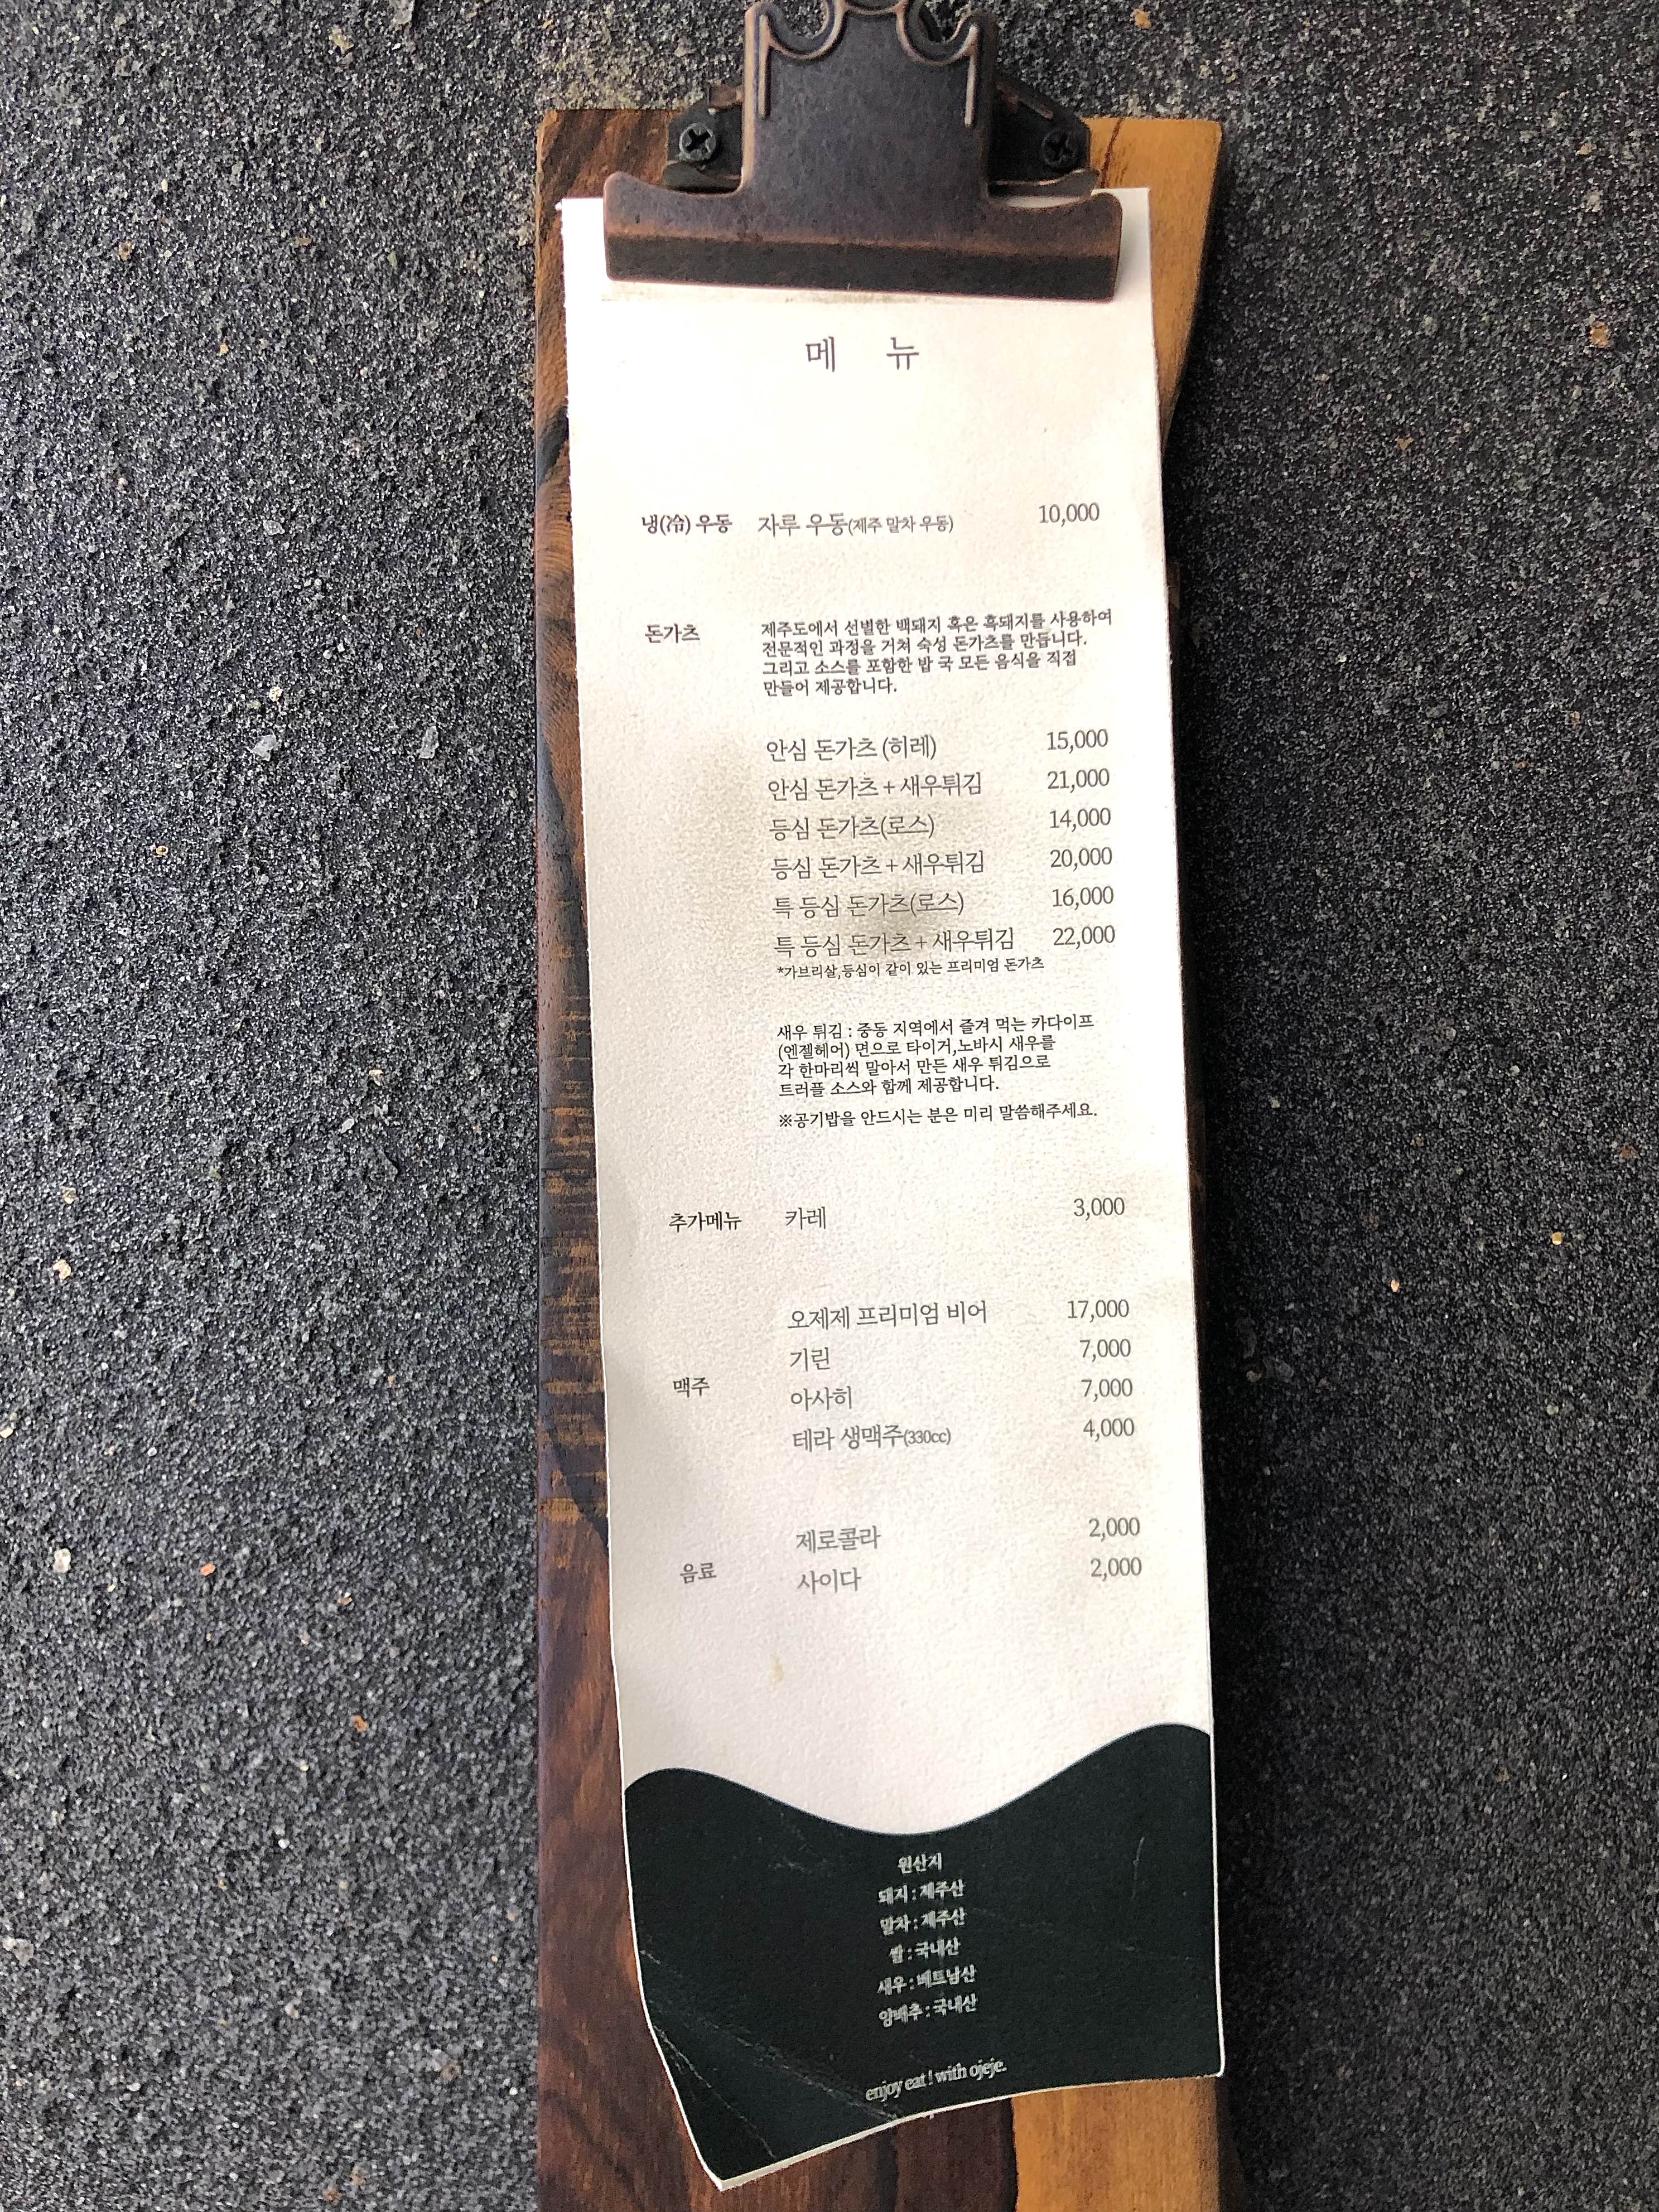 메 뉴
냉(冷) 우동 자루 우동(제주 말차 우동) 10,000
돈가츠 제주도에서 선별한 백돼지 혹은 흑돼지를 사용하여
전문적인 과정을 거쳐 숙성 돈가츠를 만듭니다.
그리고 소스를 포함한 밥 국 모든 음식을 직접
만들어 제공합니다.
안심 돈가츠 (히레) 15,000
안심 돈가츠 + 새우튀김 21,000
등심 돈가츠(로스) 14,000
등심 돈가츠 + 새우튀김 20,000
특 등심 돈가츠(로스) 16,000
특 등심 돈가츠 + 새우튀김 22,000
*가브리살,등심이 같이 있는 프리미엄 돈가츠
새우 튀김 : 중동 지역에서 즐겨 먹는 카다이프
(엔젤헤어) 면으로 타이거,노바시 새우를
각 한마리씩 말아서 만든 새우 튀김으로
트러플 소스와 함께 제공합니다.
※공기밥을 안드시는 분은 미리 말씀해주세요.
추가메뉴 카레 3,000
맥주
오제제 프리미엄 비어 17,000
기린 7,000
아사히 7,000
테라 생맥주(330cc) 4,000
음료
제로콜라 2,000
사이다 2,000
원산지
돼지 : 제주산
말차 : 제주산
쌀 : 국내산
새우 : 베트남산
양배추 : 국내산
enjoy eat ! with ojeje.